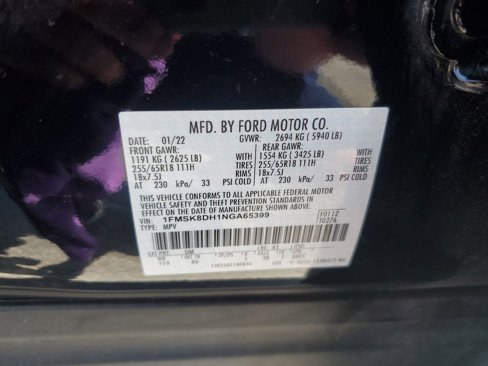 MFD. BY FORD MOTOR CO.
DATE: 01/22 GVWR: 2694 KG ( 5940 LB)
FRONT GAWR: REAR GAWR:
1191 KG ( 2625 LB) WITH 1554 KG ( 3425 LB) WITH
255/65R18 111H TIRES 255/65R18 111H TIRES
18x7.5J RIMS 18x7.5J RIMS
AT 230 kPa/ 33 PSI COLD AT 230 kPa/ 33 PSI COLD
THIS VEHICLE CONFORMS TO ALL APPLICABLE FEDERAL MOTOR
VEHICLE SAFETY AND THEFT PREVENTION STANDARDS IN EFFECT ON
THE DATE OF MANUFACTURE SHOWN ABOVE.
VIN: 1FMSK8DH1NGA65399 F0112
TYPE: MPV 10276